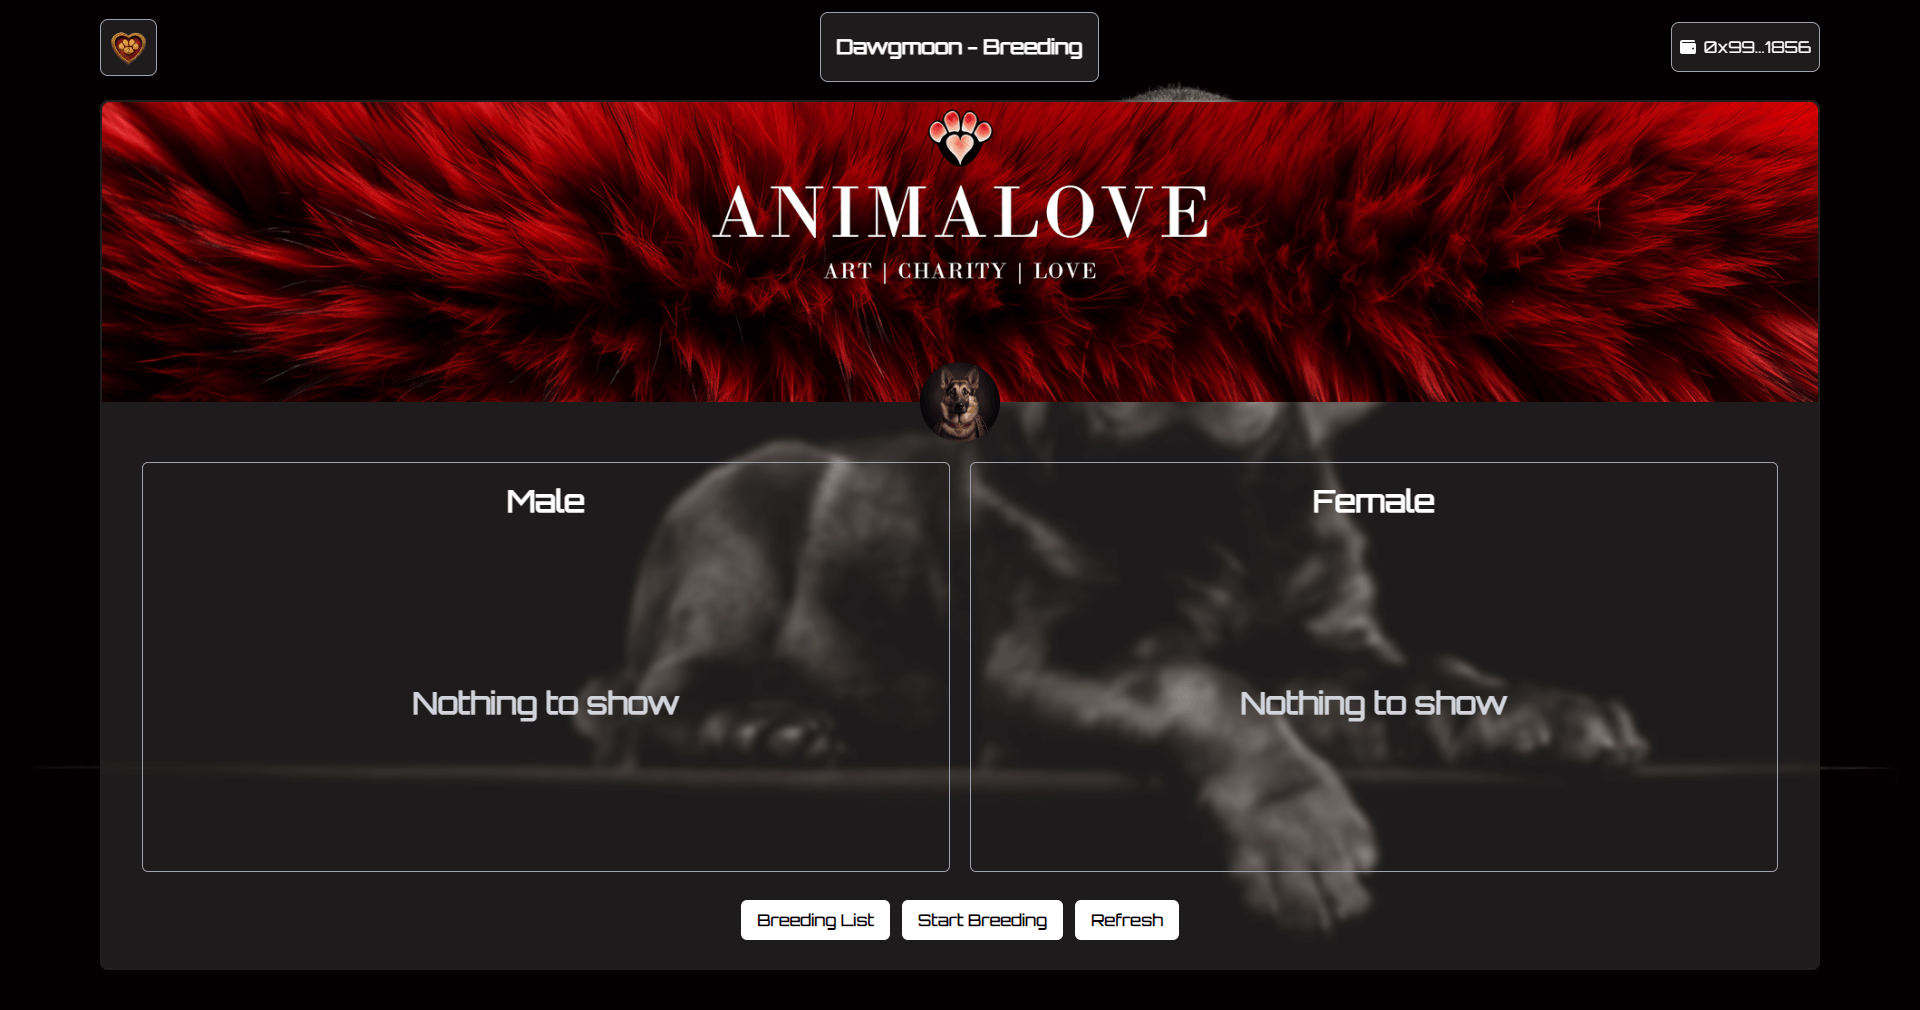 Dawgmoon - Breeding
0x99...1856
ANIMALOVE
ART | CHARITY | LOVE
Male
Female
Nothing to show
Nothing to show
Breeding List
Start Breeding
Refresh